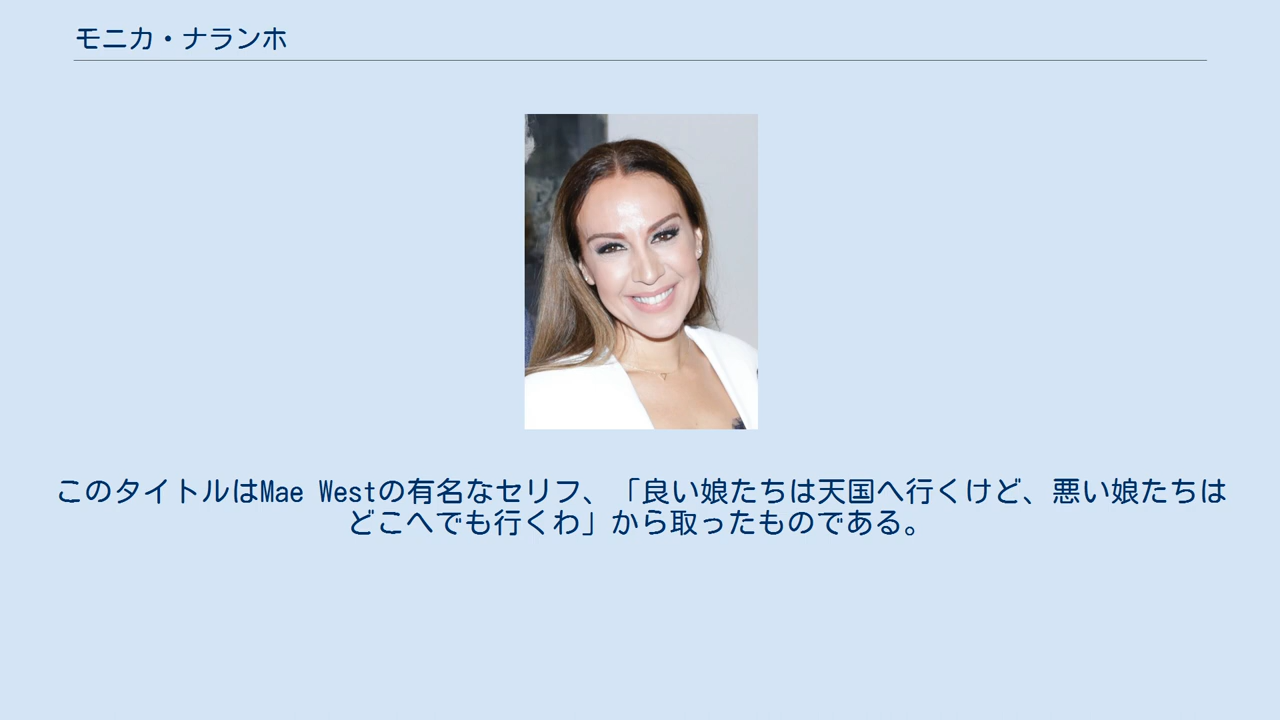 モニカ・ナランホ
このタイトルはMae Westの有名なセリフ、「良い娘たちは天国へ行くけど、悪い娘たちは
どこへでも行くわ」から取ったものである。